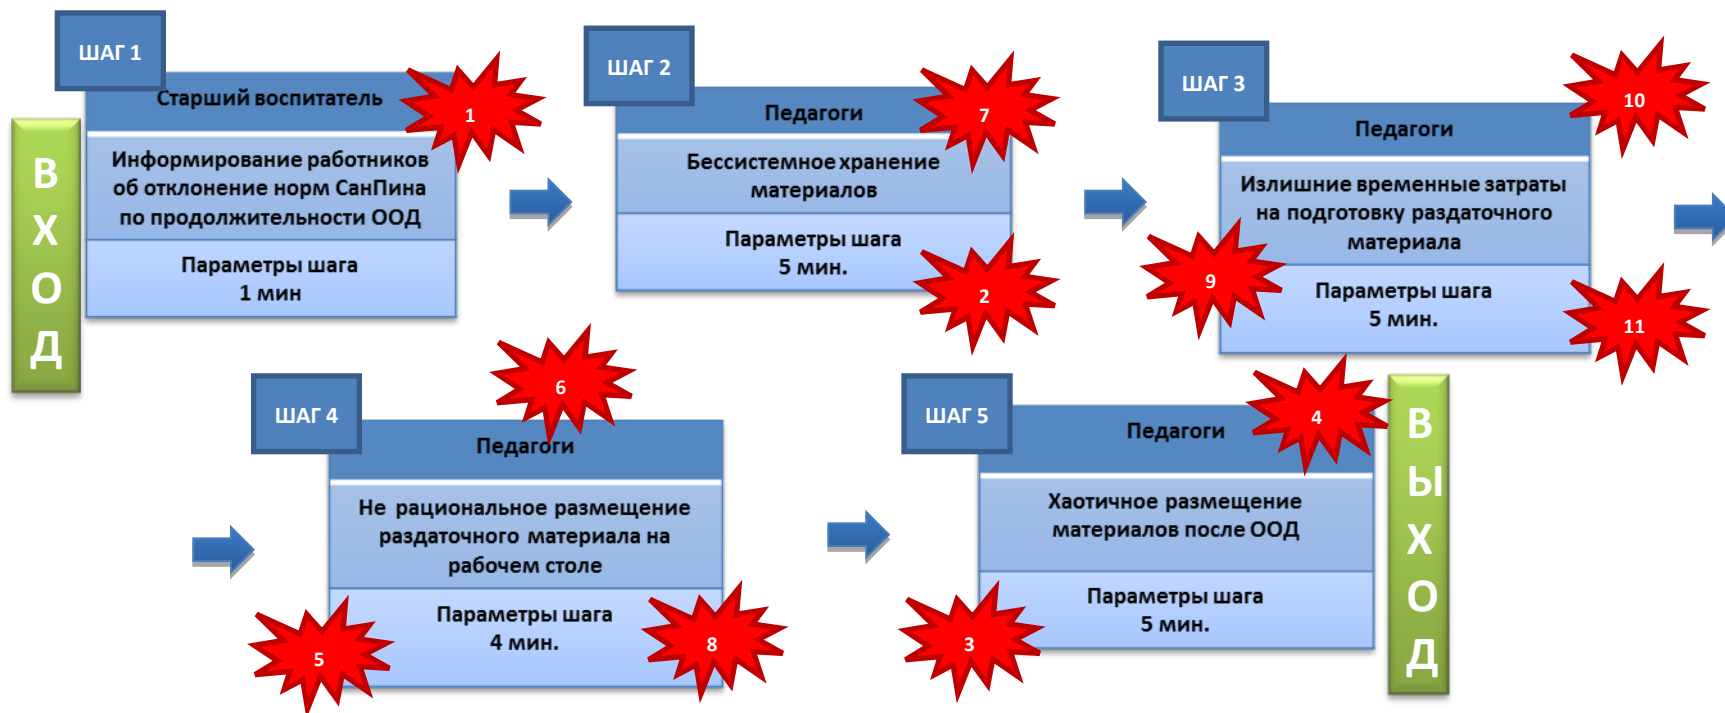 ВХОД
ШАГ 1
Старший воспитатель
1
Информирование работников
об отклонение норм СанПина
по продолжительности ООД
Параметры шага
1 мин
ШАГ 2
Педагоги
7
Бессистемное хранение
материалов
Параметры шага
5 мин.
2
ШАГ 3
Педагоги
10
Излишние временные затраты
на подготовку раздаточного
материала
9
Параметры шага
5 мин.
11
ШАГ 4
6
Педагоги
Не рациональное размещение
раздаточного материала на
рабочем столе
Параметры шага
4 мин.
5
8
ШАГ 5
Педагоги
4
Хаотичное размещение
материалов после ООД
Параметры шага
5 мин.
3
ВЫХОД